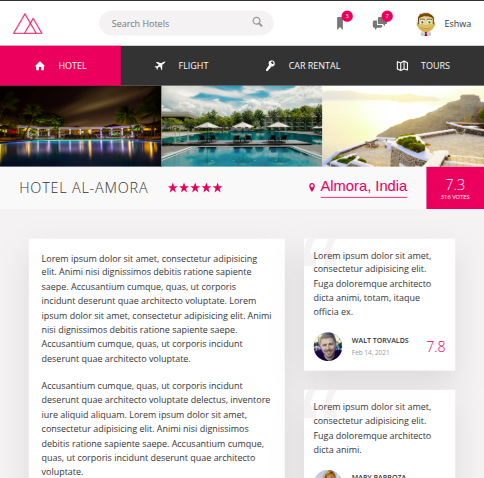 Search Hotels
3
7
Eshwa
HOTEL
FLIGHT
CAR RENTAL
TOURS
HOTEL AL-AMORA
Almora, India
7.3
316 VOTES
Lorem ipsum dolor sit amet, consectetur adipisicing
elit. Animi nisi dignissimos debitis ratione sapiente
saepe. Accusantium cumque, quas, ut corporis
incidunt deserunt quae architecto voluptate. Lorem
ipsum dolor sit amet, consectetur adipisicing elit.
Animi nisi dignissimos debitis ratione sapiente saepe.
Accusantium cumque, quas, ut corporis incidunt
deserunt quae architecto voluptate.
Accusantium cumque, quas, ut corporis incidunt
deserunt quae architecto voluptate delectus, inventore
iure aliquid aliquam. Lorem ipsum dolor sit amet,
consectetur adipisicing elit. Animi dignissimos
debitis ratione sapiente saepe. Accusantium cumque,
quas, ut corporis incidunt deserunt quae architecto
voluptate.
Lorem ipsum dolor sit amet,
consectetur adipisicing elit.
Fuga doloremque architecto
dicta animi, totam, itaque
officia ex.
WALT TORVALDS
Feb 14, 2021
7.8
Lorem ipsum dolor sit amet,
consectetur adipisicing elit.
Fuga doloremque architecto
dicta animi.
MARY BARBOZA